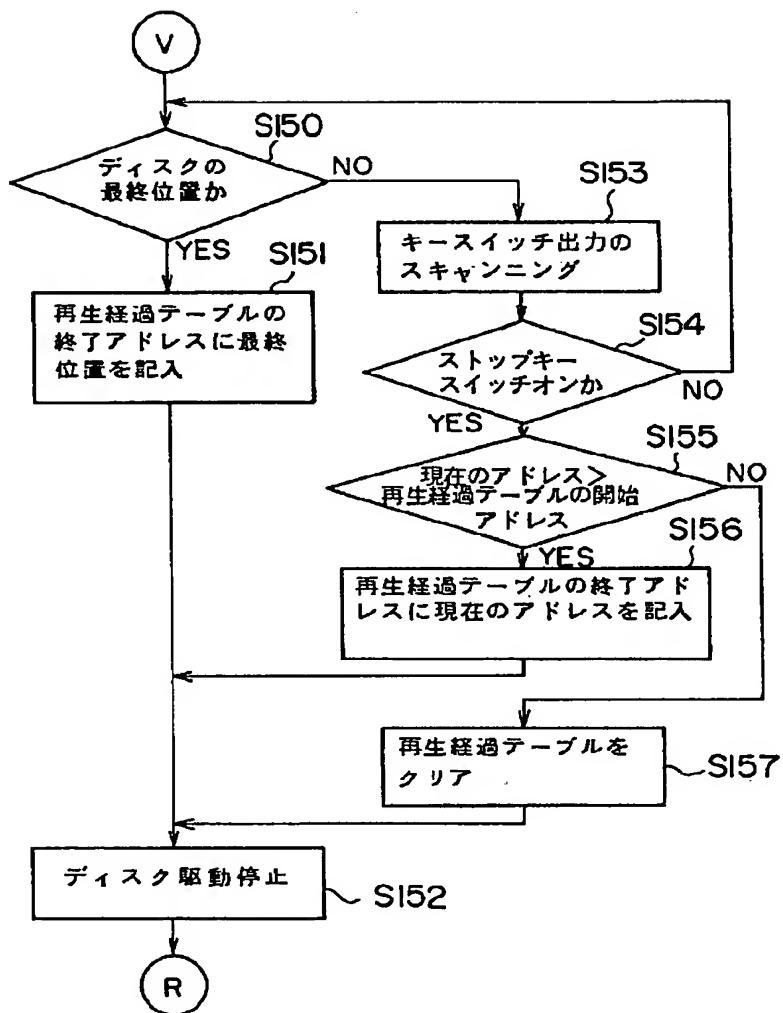 V
S150
ディスクの
最終位置か
NO
YES
S151
再生経過テーブルの
終了アドレスに最終
位置を記入
S153
キースイッチ出力の
スキャンニング
S154
ストップキー
スイッチオンか
NO
YES
S155
現在のアドレス>
再生経過テーブルの開始
アドレス
NO
YES
S156
再生経過テーブルの終了アド
レスに現在のアドレスを記入
再生経過テーブルを
クリア
S157
ディスク駆動停止
S152
R